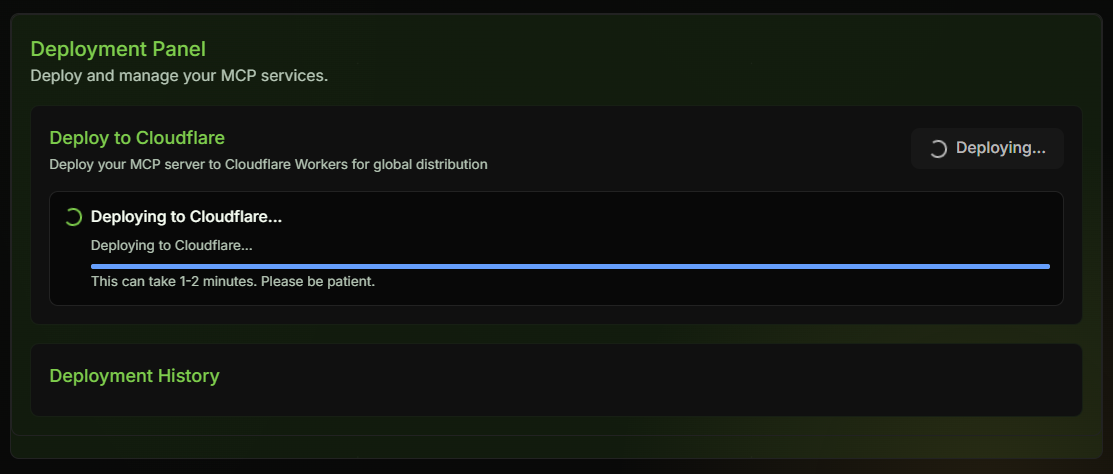 Deployment Panel
Deploy and manage your MCP services.
Deploy to Cloudflare
Deploy your MCP server to Cloudflare Workers for global distribution
Deploying...
Deploying to Cloudflare...
Deploying to Cloudflare...
This can take 1-2 minutes. Please be patient.
Deployment History